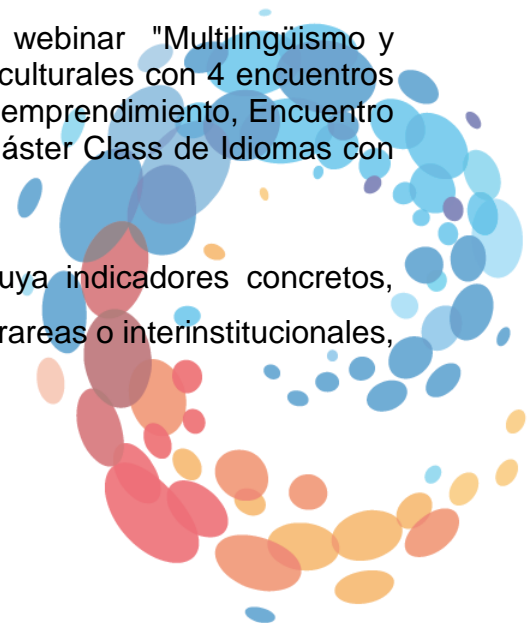 webinar "Multilingüismo y
culturales con 4 encuentros
emprendimiento, Encuentro
áster Class de Idiomas con
uya indicadores concretos,
rareas o interinstitucionales,